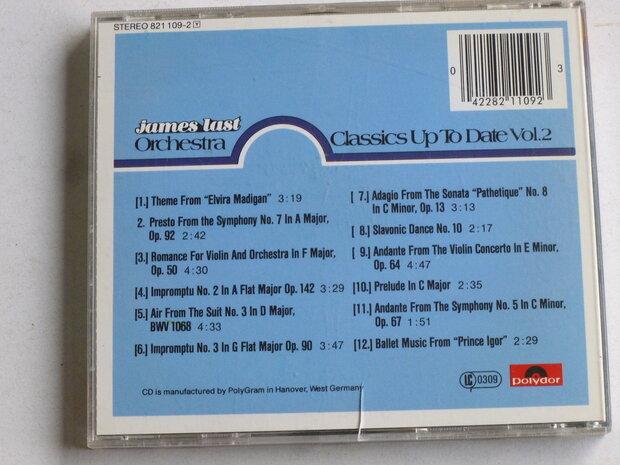 STEREO 821 109-2 Y
0 42282 11092 3
james last
Orchestra
Classics Up To Date Vol.2
[1.] Theme From "Elvira Madigan" 3:19
2. Presto From the Symphony No. 7 In A Major,
Op. 92 2:42
[3.] Romance For Violin And Orchestra In F Major,
Op. 50 4:30
[4.] Impromptu No. 2 In A Flat Major Op. 142 3:29
[5.] Air From The Suit No. 3 In D Major,
BWV 1068 4:33
[6.] Impromptu No. 3 In G Flat Major Op. 90 3:47
[ 7.] Adagio From The Sonata "Pathetique" No. 8
In C Minor, Op. 13 3:13
[ 8.] Slavonic Dance No. 10 2:17
[ 9.] Andante From The Violin Concerto In E Minor,
Op. 64 4:47
[10.] Prelude In C Major 2:35
[11.] Andante From The Symphony No. 5 In C Minor,
Op. 67 1:51
[12.] Ballet Music From "Prince Igor" 2:29
CD is manufactured by PolyGram in Hanover, West Germany
LC 0309
polydor